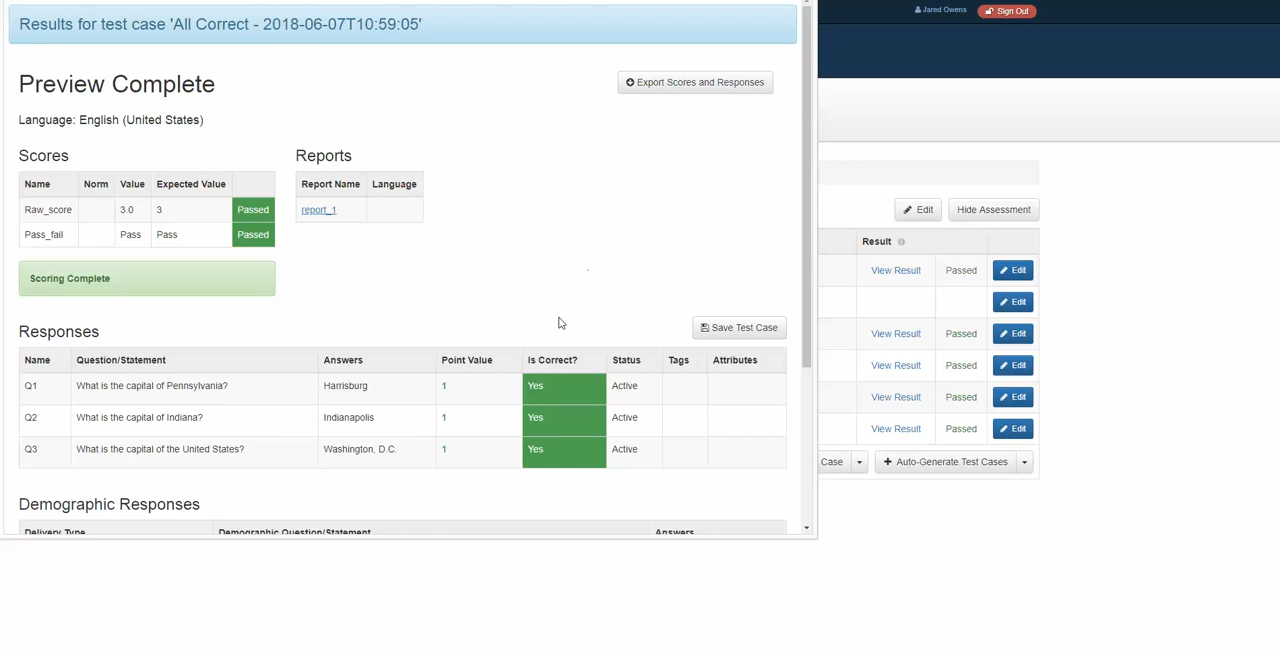 Results for test case 'All Correct - 2018-06-07T10:59:05'
Jared Owens
Sign Out
Preview Complete
Export Scores and Responses
Language: English (United States)
Scores
Name Norm Value Expected Value
Raw_score 3.0 3 Passed
Pass_fail Pass Pass Passed
Scoring Complete
Reports
Report Name Language
report_1
Responses
Save Test Case
Name Question/Statement Answers Point Value Is Correct? Status Tags Attributes
Q1 What is the capital of Pennsylvania? Harrisburg 1 Yes Active
Q2 What is the capital of Indiana? Indianapolis 1 Yes Active
Q3 What is the capital of the United States? Washington, D.C. 1 Yes Active
Demographic Responses
Delivery Type Demographic Question/Statement Answers
Edit Hide Assessment
Result
View Result Passed Edit
Edit
View Result Passed Edit
View Result Passed Edit
View Result Passed Edit
View Result Passed Edit
Case Auto-Generate Test Cases